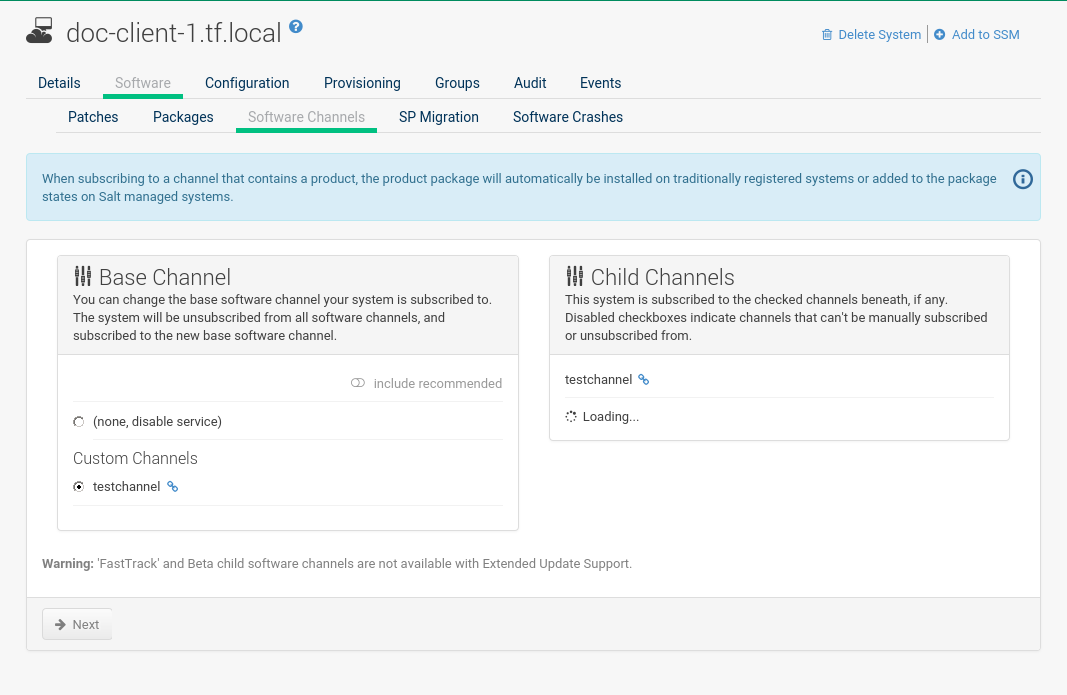 doc-client-1.tf.local ?
Delete System | Add to SSM
Details Software Configuration Provisioning Groups Audit Events
Patches Packages Software Channels SP Migration Software Crashes
When subscribing to a channel that contains a product, the product package will automatically be installed on traditionally registered systems or added to the package
states on Salt managed systems.
Base Channel
You can change the base software channel your system is subscribed to.
The system will be unsubscribed from all software channels, and
subscribed to the new base software channel.
include recommended
(none, disable service)
Custom Channels
testchannel
Child Channels
This system is subscribed to the checked channels beneath, if any.
Disabled checkboxes indicate channels that can't be manually subscribed
or unsubscribed from.
testchannel
Loading...
Warning: 'FastTrack' and Beta child software channels are not available with Extended Update Support.
Next